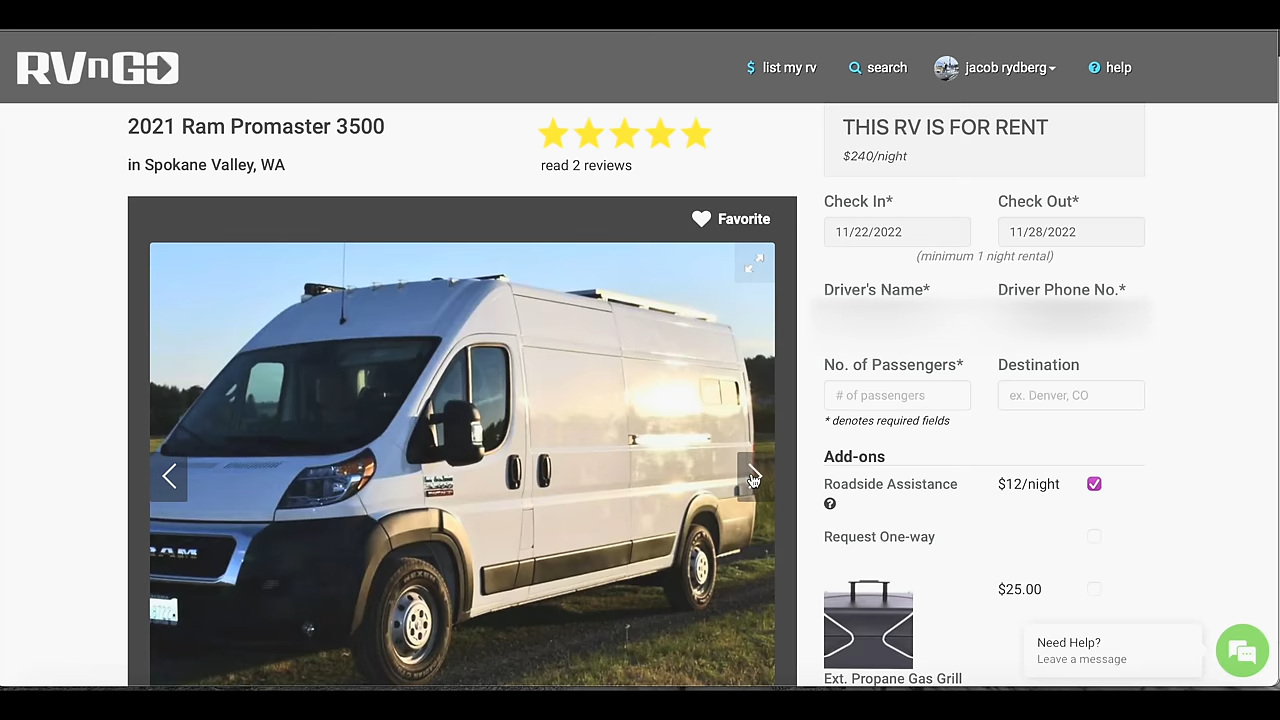 RVnGO
$ list my rv
search
jacob rydberg
? help
2021 Ram Promaster 3500
in Spokane Valley, WA
read 2 reviews
Favorite
RAM
THIS RV IS FOR RENT
$240/night
Check In*
Check Out*
11/22/2022
11/28/2022
(minimum 1 night rental)
Driver's Name*
Driver Phone No.*
No. of Passengers*
Destination
# of passengers
ex. Denver, CO
* denotes required fields
Add-ons
Roadside Assistance
$12/night
?
Request One-way
$25.00
Ext. Propane Gas Grill
Need Help?
Leave a message